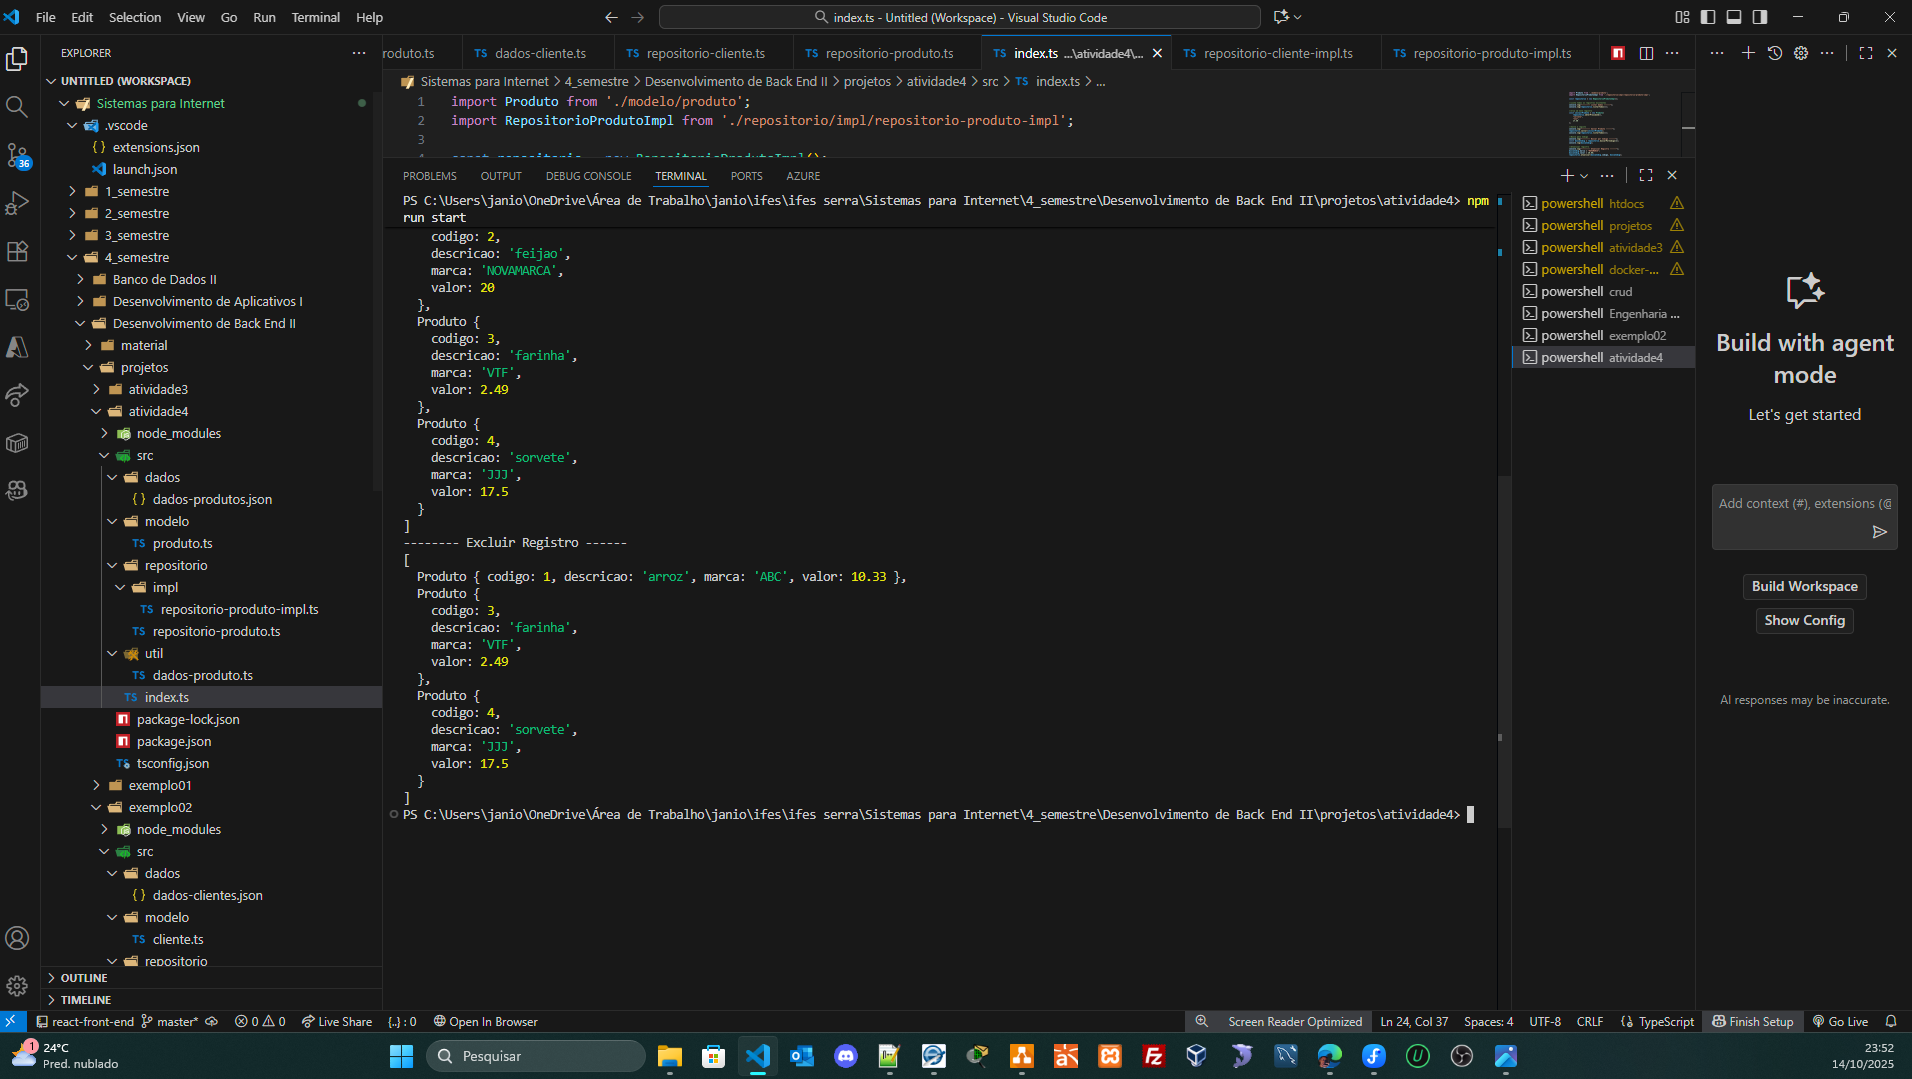 File Edit Selection View Go Run Terminal Help
index.ts - Untitled (Workspace) - Visual Studio Code
EXPLORER
UNTITLED (WORKSPACE)
Sistemas para Internet
.vscode
extensions.json
launch.json
1_semestre
2_semestre
3_semestre
4_semestre
Banco de Dados II
Desenvolvimento de Aplicativos I
Desenvolvimento de Back End II
material
projetos
atividade3
atividade4
node_modules
src
dados
dados-produtos.json
modelo
TS produto.ts
repositorio
impl
TS repositorio-produto-impl.ts
TS repositorio-produto.ts
util
TS dados-produto.ts
TS index.ts
package-lock.json
package.json
tsconfig.json
exemplo01
exemplo02
node_modules
src
dados
dados-clientes.json
modelo
TS cliente.ts
repositorio
OUTLINE
TIMELINE
36
roduto.ts
TS dados-cliente.ts
TS repositorio-cliente.ts
TS repositorio-produto.ts
TS index.ts ...\atividade4\...
TS repositorio-cliente-impl.ts
TS repositorio-produto-impl.ts
Sistemas para Internet > 4_semestre > Desenvolvimento de Back End II > projetos > atividade4 > src > TS index.ts > ...
1 import Produto from './modelo/produto';
2 import RepositorioProdutoImpl from './repositorio/impl/repositorio-produto-impl';
3
PROBLEMS OUTPUT DEBUG CONSOLE TERMINAL PORTS AZURE
PS C:\Users\janio\OneDrive\Área de Trabalho\janio\ifes\ifes serra\Sistemas para Internet\4_semestre\Desenvolvimento de Back End II\projetos\atividade4> npm
run start
codigo: 2,
descricao: 'feijao',
marca: 'NOVAMARCA',
valor: 20
},
Produto {
codigo: 3,
descricao: 'farinha',
marca: 'VTF',
valor: 2.49
},
Produto {
codigo: 4,
descricao: 'sorvete',
marca: 'JJJ',
valor: 17.5
}
]
-------- Excluir Registro ------
[
Produto { codigo: 1, descricao: 'arroz', marca: 'ABC', valor: 10.33 },
Produto {
codigo: 3,
descricao: 'farinha',
marca: 'VTF',
valor: 2.49
},
Produto {
codigo: 4,
descricao: 'sorvete',
marca: 'JJJ',
valor: 17.5
}
]
PS C:\Users\janio\OneDrive\Área de Trabalho\janio\ifes\ifes serra\Sistemas para Internet\4_semestre\Desenvolvimento de Back End II\projetos\atividade4>
powershell htdocs
powershell projetos
powershell atividade3
powershell docker-...
powershell crud
powershell Engenharia ...
powershell exemplo02
powershell atividade4
Build with agent
mode
Let's get started
Add context (#), extensions (@
Build Workspace
Show Config
AI responses may be inaccurate.
react-front-end master* 0 0 Live Share {..} : 0 Open In Browser
Screen Reader Optimized Ln 24, Col 37 Spaces: 4 UTF-8 CRLF TypeScript Finish Setup Go Live
1
24°C
Pred. nublado
Pesquisar
23:52
14/10/2025